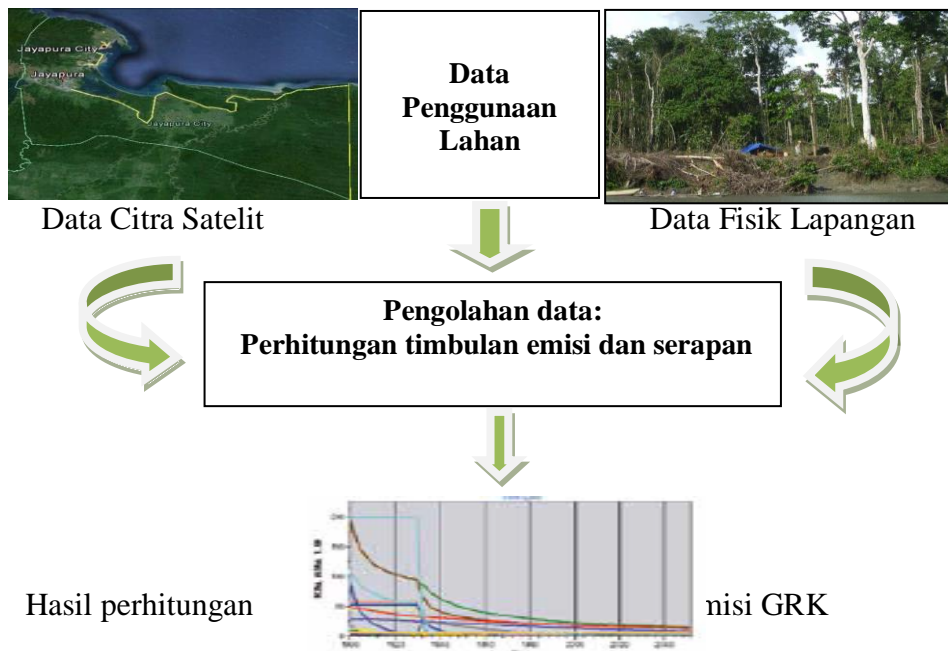 Jayapura City
Jayapura
Jayapura City
Data
Penggunaan
Lahan
Data Citra Satelit
Data Fisik Lapangan
Pengolahan data:
Perhitungan timbulan emisi dan serapan
Hasil perhitungan
misi GRK